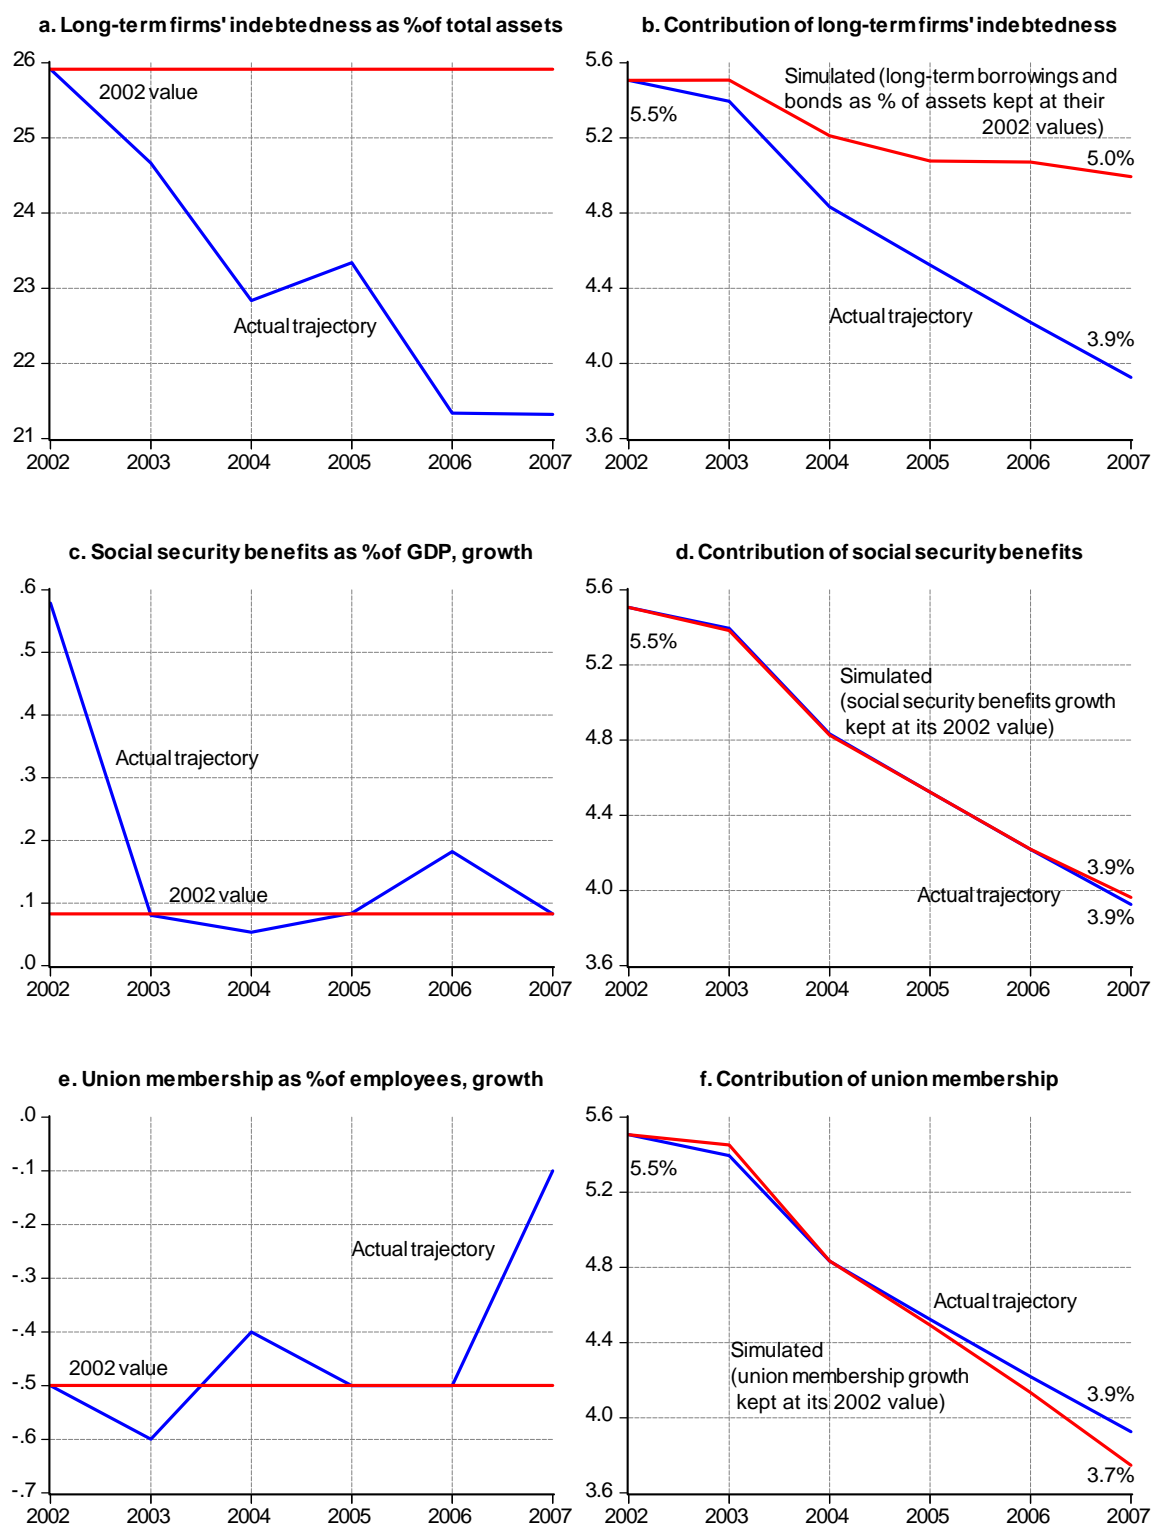 a. Long-term firms' indebtedness as % of total assets
26
25
24
23
22
21
2002 value
Actual trajectory
2002 2003 2004 2005 2006 2007
b. Contribution of long-term firms' indebtedness
5.6
5.2
4.8
4.4
4.0
3.6
Simulated (long-term borrowings and
bonds as % of assets kept at their
2002 values)
5.5%
5.0%
Actual trajectory
3.9%
2002 2003 2004 2005 2006 2007
c. Social security benefits as % of GDP, growth
.6
.5
.4
.3
.2
.1
.0
Actual trajectory
2002 value
2002 2003 2004 2005 2006 2007
d. Contribution of social security benefits
5.6
5.2
4.8
4.4
4.0
3.6
5.5%
Simulated
(social security benefits growth
kept at its 2002 value)
3.9%
Actual trajectory
3.9%
2002 2003 2004 2005 2006 2007
e. Union membership as % of employees, growth
.0
-.1
-.2
-.3
-.4
-.5
-.6
-.7
Actual trajectory
2002 value
2002 2003 2004 2005 2006 2007
f. Contribution of union membership
5.6
5.2
4.8
4.4
4.0
3.6
5.5%
Actual trajectory
Simulated
(union membership growth
kept at its 2002 value)
3.9%
3.7%
2002 2003 2004 2005 2006 2007